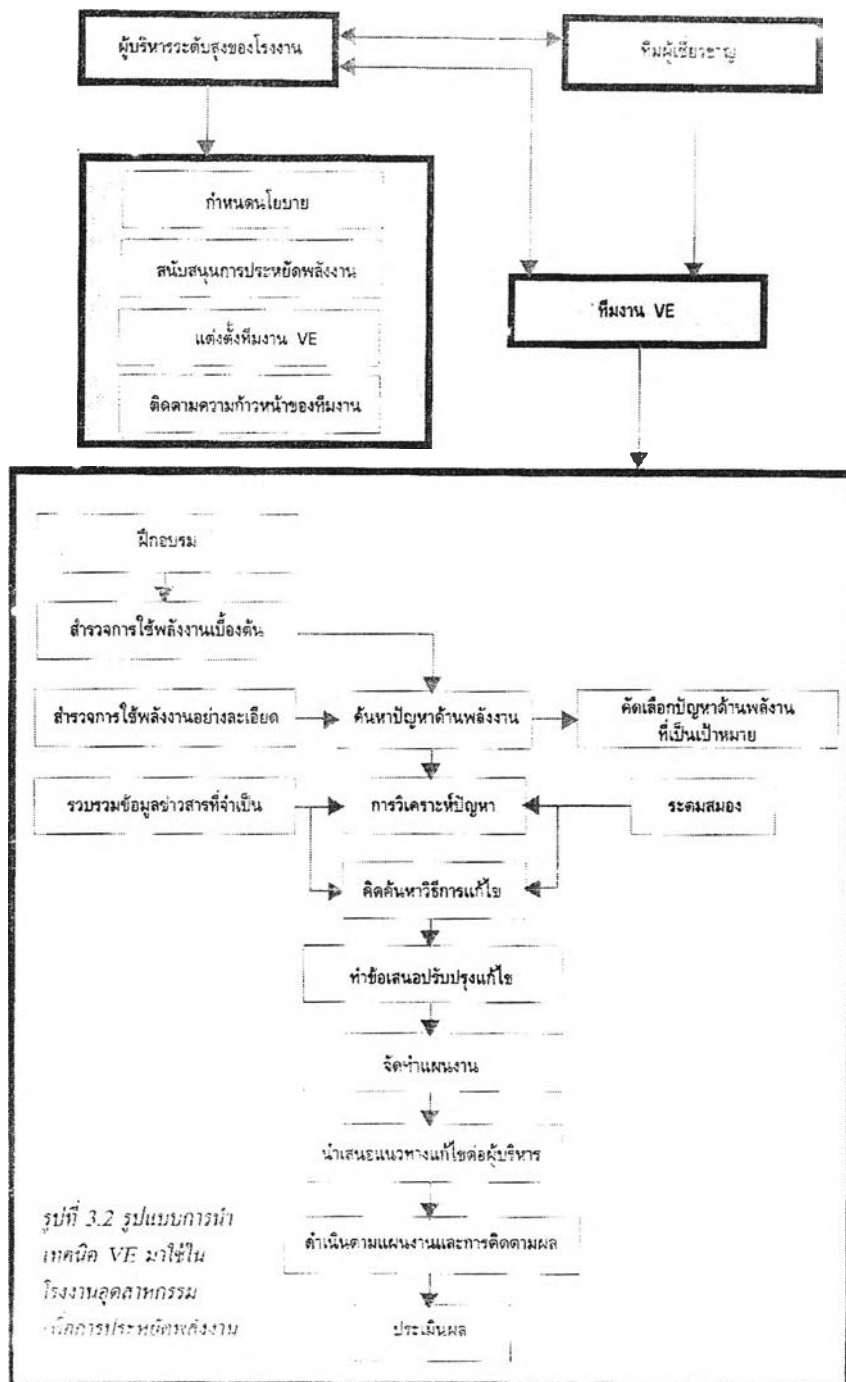 ผู้บริหารระดับสูงของโรงงาน
ทีมผู้เชี่ยวชาญ
กำหนดนโยบาย
สนับสนุนการประหยัดพลังงาน
แต่งตั้งทีมงาน VE
ติดตามความก้าวหน้าของทีมงาน
ทีมงาน VE
ฝึกอบรม
สำรวจการใช้พลังงานเบื้องต้น
สำรวจการใช้พลังงานอย่างละเอียด
ค้นหาปัญหาด้านพลังงาน
คัดเลือกปัญหาด้านพลังงาน
ที่เป็นเป้าหมาย
รวบรวมข้อมูลข่าวสารที่จำเป็น
การวิเคราะห์ปัญหา
ระดมสมอง
คิดค้นหาวิธีการแก้ไข
ทำข้อเสนอปรับปรุงแก้ไข
จัดทำแผนงาน
นำเสนอแนวทางแก้ไขต่อผู้บริหาร
ดำเนินตามแผนงานและการติดตามผล
ประเมินผล
รูปที่ 3.2 รูปแบบการนำ
เทคนิค VE มาใช้ใน
โรงงานอุตสาหกรรม
เพื่อการประหยัดพลังงาน